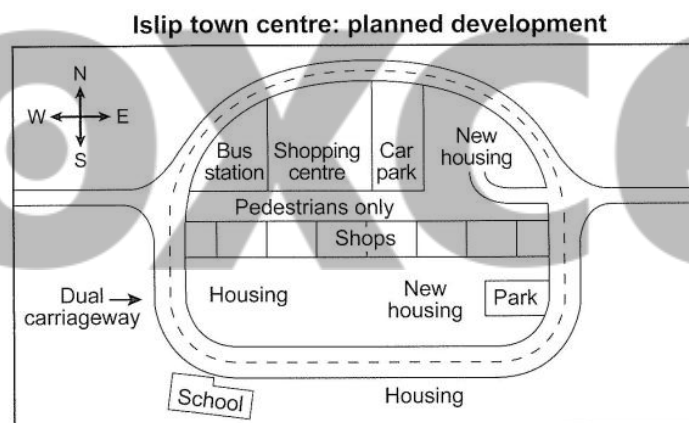 Islip town centre: planned development
N
W E
S
Bus
station
Shopping
centre
Car
park
New
housing
Pedestrians only
Shops
Dual
carriageway
Housing
New
housing
Park
School
Housing